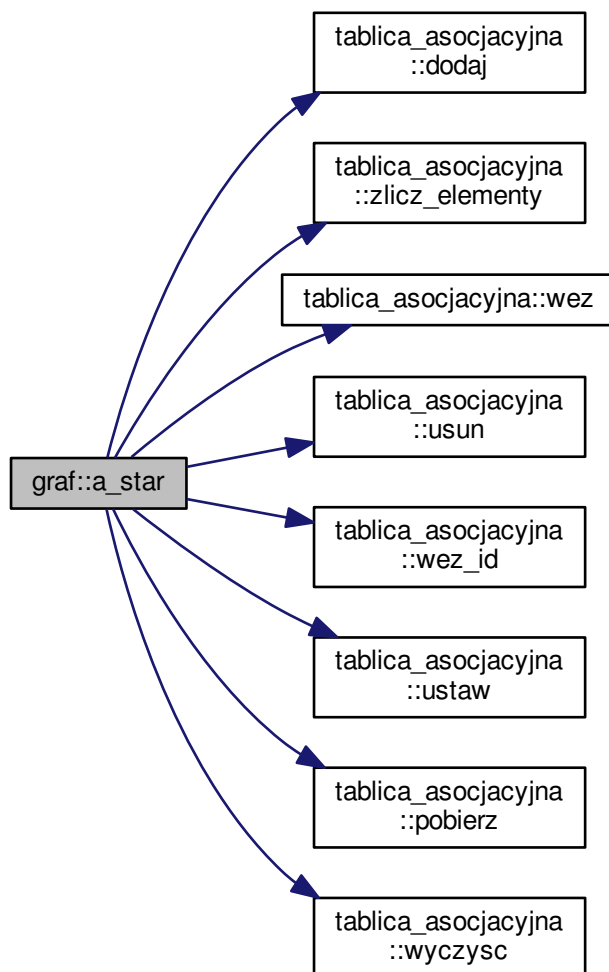 tablica_asocjacyjna
::dodaj
tablica_asocjacyjna
::zlicz_elementy
tablica_asocjacyjna::wez
tablica_asocjacyjna
::usun
graf::a_star
tablica_asocjacyjna
::wez_id
tablica_asocjacyjna
::ustaw
tablica_asocjacyjna
::pobierz
tablica_asocjacyjna
::wyczysc